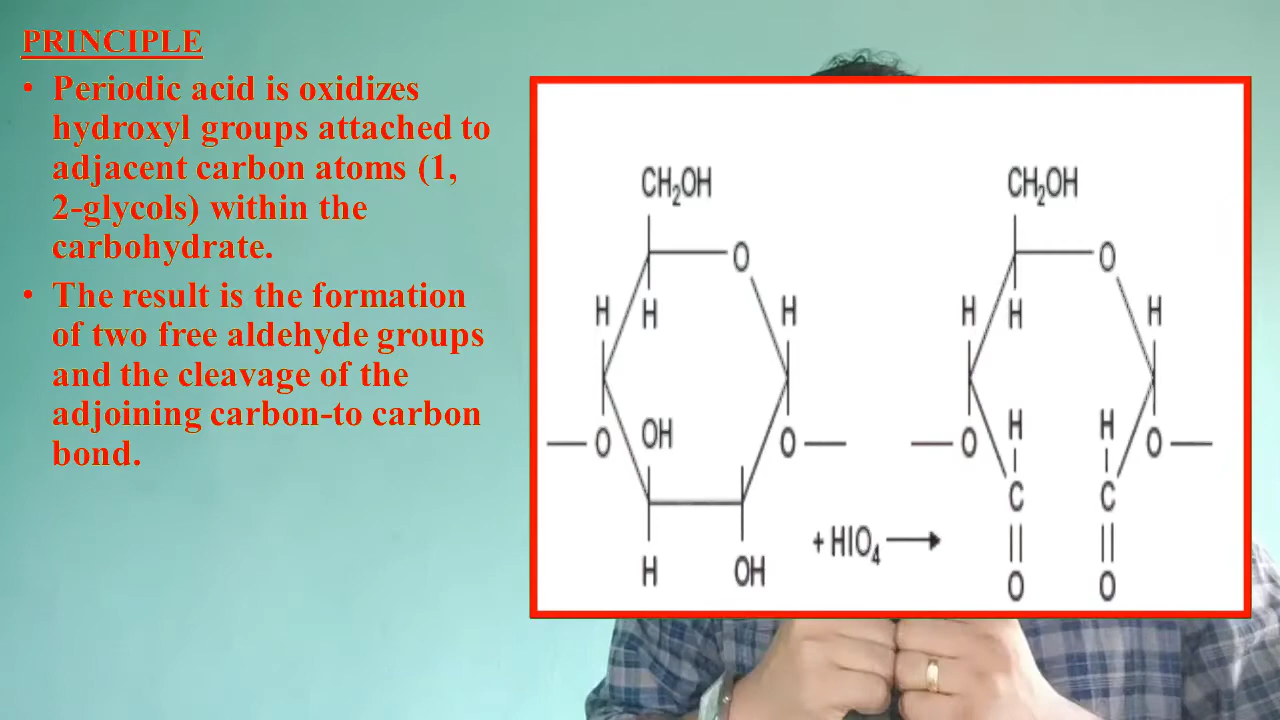 PRINCIPLE
• Periodic acid is oxidizes
hydroxyl groups attached to
adjacent carbon atoms (1,
2-glycols) within the
carbohydrate.
• The result is the formation
of two free aldehyde groups
and the cleavage of the
adjoining carbon-to carbon
bond.
CH₂OH CH₂OH
O O
H H H H H H
H H
O OH O O O
C C
+ HIO₄
H OH O O